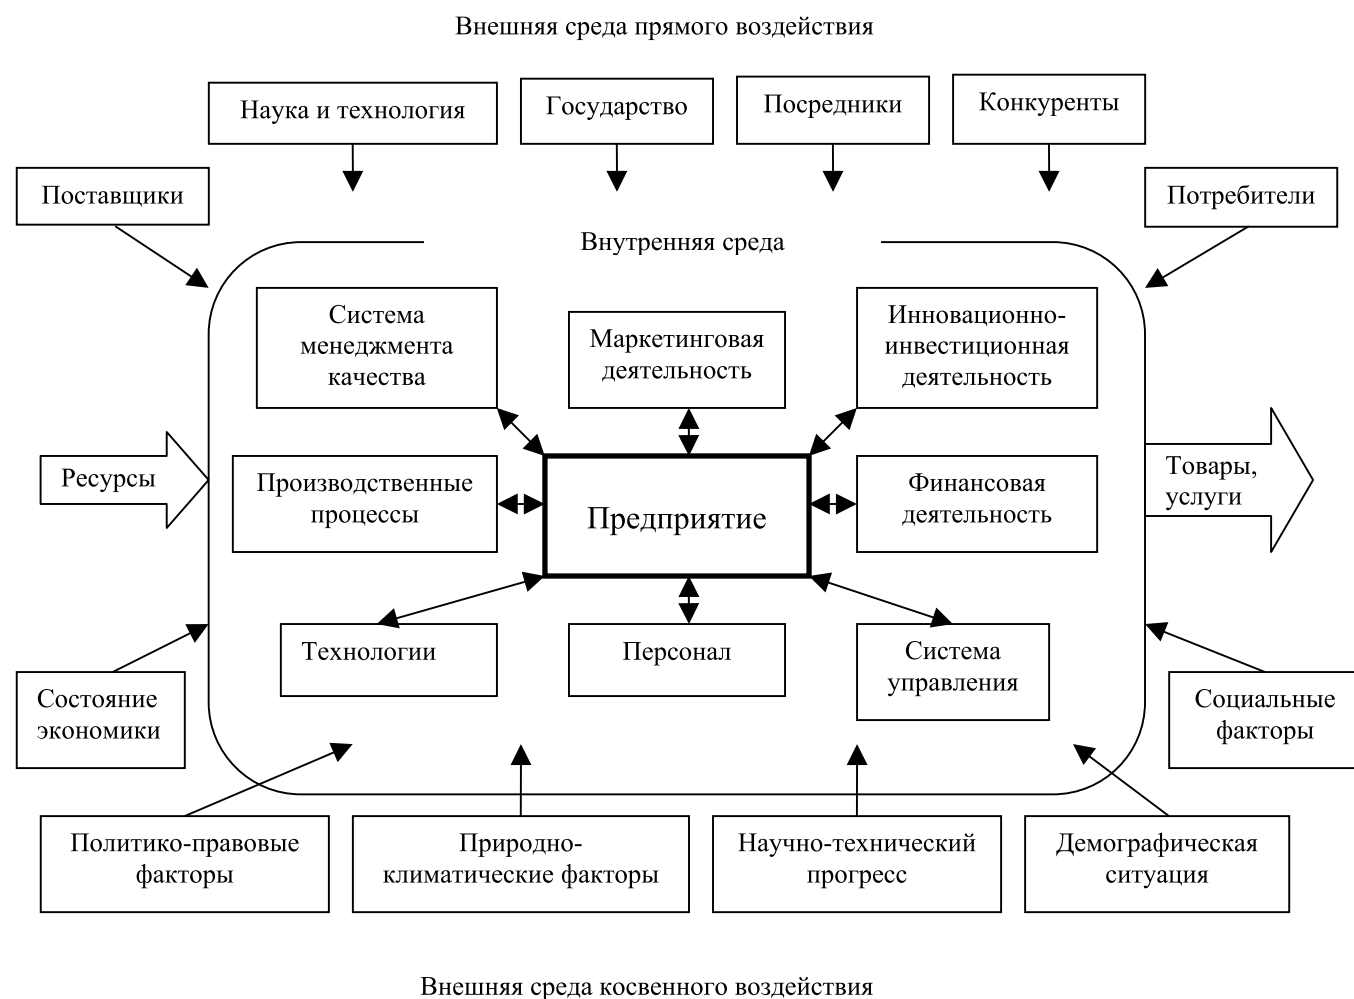 Внешняя среда прямого воздействия
Наука и технология
Государство
Посредники
Конкуренты
Поставщики
Потребители
Внутренняя среда
Система
менеджмента
качества
Маркетинговая
деятельность
Инновационно-
инвестиционная
деятельность
Ресурсы
Производственные
процессы
Предприятие
Финансовая
деятельность
Товары,
услуги
Технологии
Персонал
Система
управления
Состояние
экономики
Социальные
факторы
Политико-правовые
факторы
Природно-
климатические факторы
Научно-технический
прогресс
Демографическая
ситуация
Внешняя среда косвенного воздействия